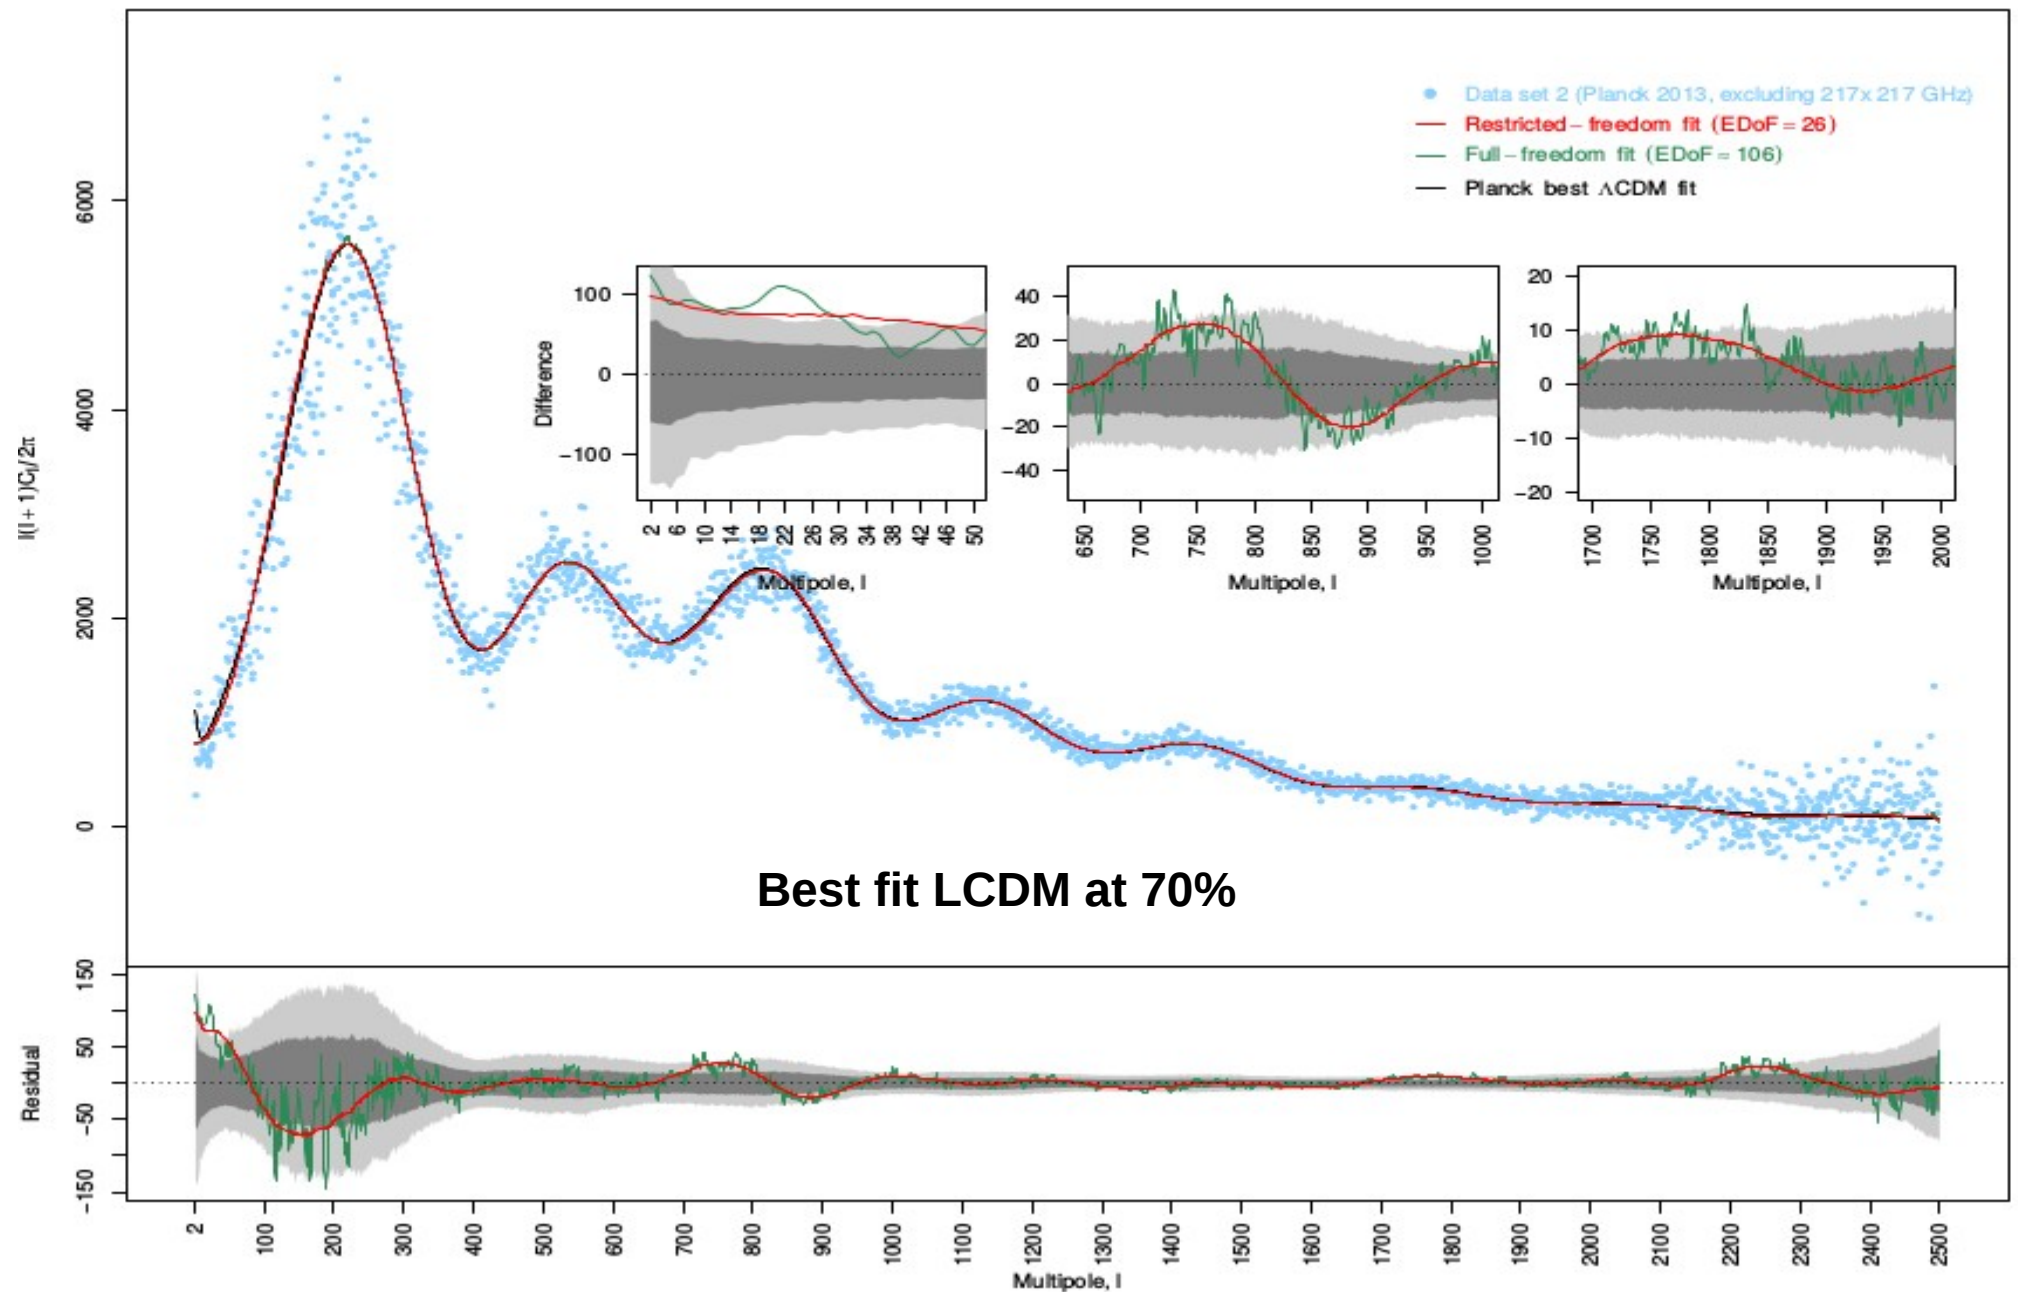 Data set 2 (Planck 2013, excluding 217x217 GHz)
Restricted-freedom fit (EDoF = 26)
Full-freedom fit (EDoF = 106)
Planck best ΛCDM fit
l(l + 1)Cl/2π
6000
4000
2000
0
Difference
100
0
-100
2 6 10 14 18 22 26 30 34 38 42 46 50
Multipole, l
40
20
0
-20
-40
650 700 750 800 850 900 950 1000
Multipole, l
20
10
0
-10
-20
1700 1750 1800 1850 1900 1950 2000
Multipole, l
Best fit LCDM at 70%
Residual
150
50
-50
-150
2 100 200 300 400 500 600 700 800 900 1000 1100 1200 1300 1400 1500 1600 1700 1800 1900 2000 2100 2200 2300 2400 2500
Multipole, l